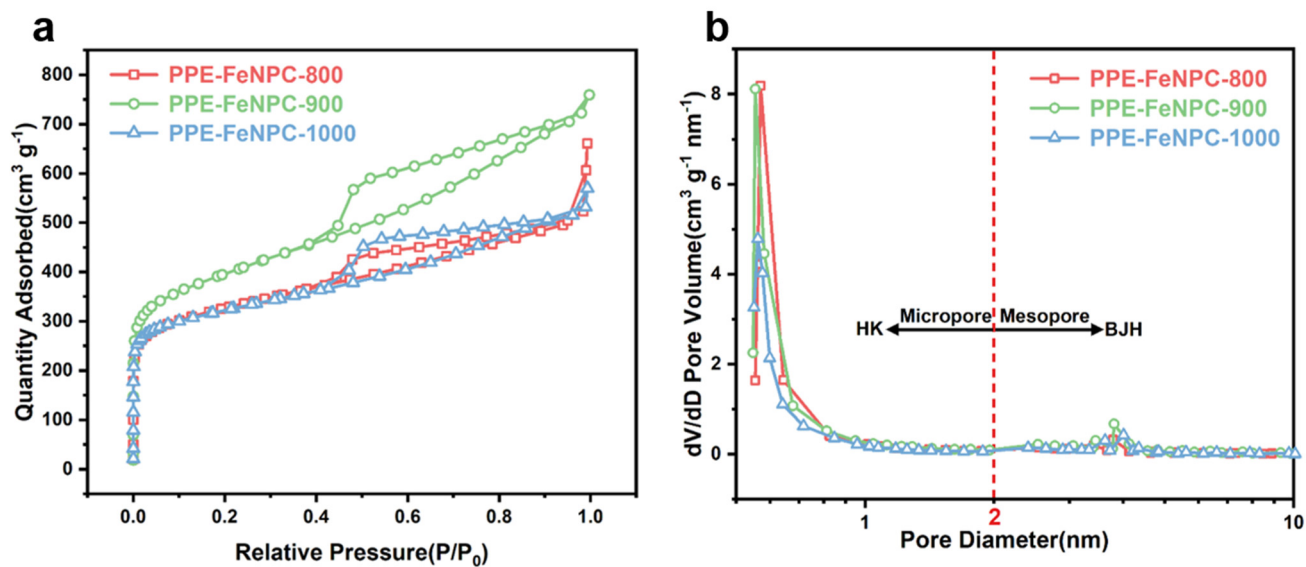 a
PPE-FeNPC-800
PPE-FeNPC-900
PPE-FeNPC-1000
800
700
600
500
400
300
200
100
0
Quantity Adsorbed(cm³ g⁻¹)
0.0 0.2 0.4 0.6 0.8 1.0
Relative Pressure(P/P₀)
b
PPE-FeNPC-800
PPE-FeNPC-900
PPE-FeNPC-1000
8
6
4
2
0
dV/dD Pore Volume(cm³ g⁻¹ nm⁻¹)
Micropore Mesopore
HK BJH
1 2 10
Pore Diameter(nm)